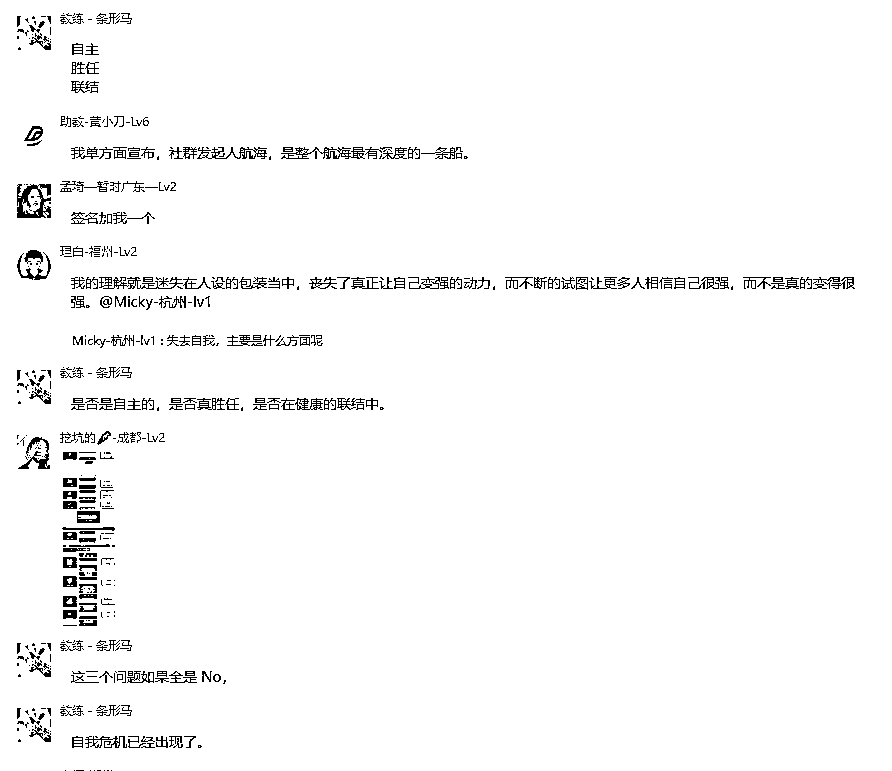 教练 - 条形马
自主
胜任
联结
助教-黄小刀-Lv6
我单方面宣布，社群发起人航海，是整个航海最有深度的一条船。
孟琦—暂时广东—Lv2
签名加我一个
理白-福州-Lv2
我的理解就是迷失在人设的包装当中，丧失了真正让自己变强的动力，而不断的试图让更多人相信自己很强，而不是真的变得很
强。@Micky-杭州-lv1
Micky-杭州-lv1 : 失去自我，主要是什么方面呢
教练 - 条形马
是否是自主的，是否真胜任，是否在健康的联结中。
挖坑的-成都-Lv2
教练 - 条形马
这三个问题如果全是 No，
教练 - 条形马
自我危机已经出现了。